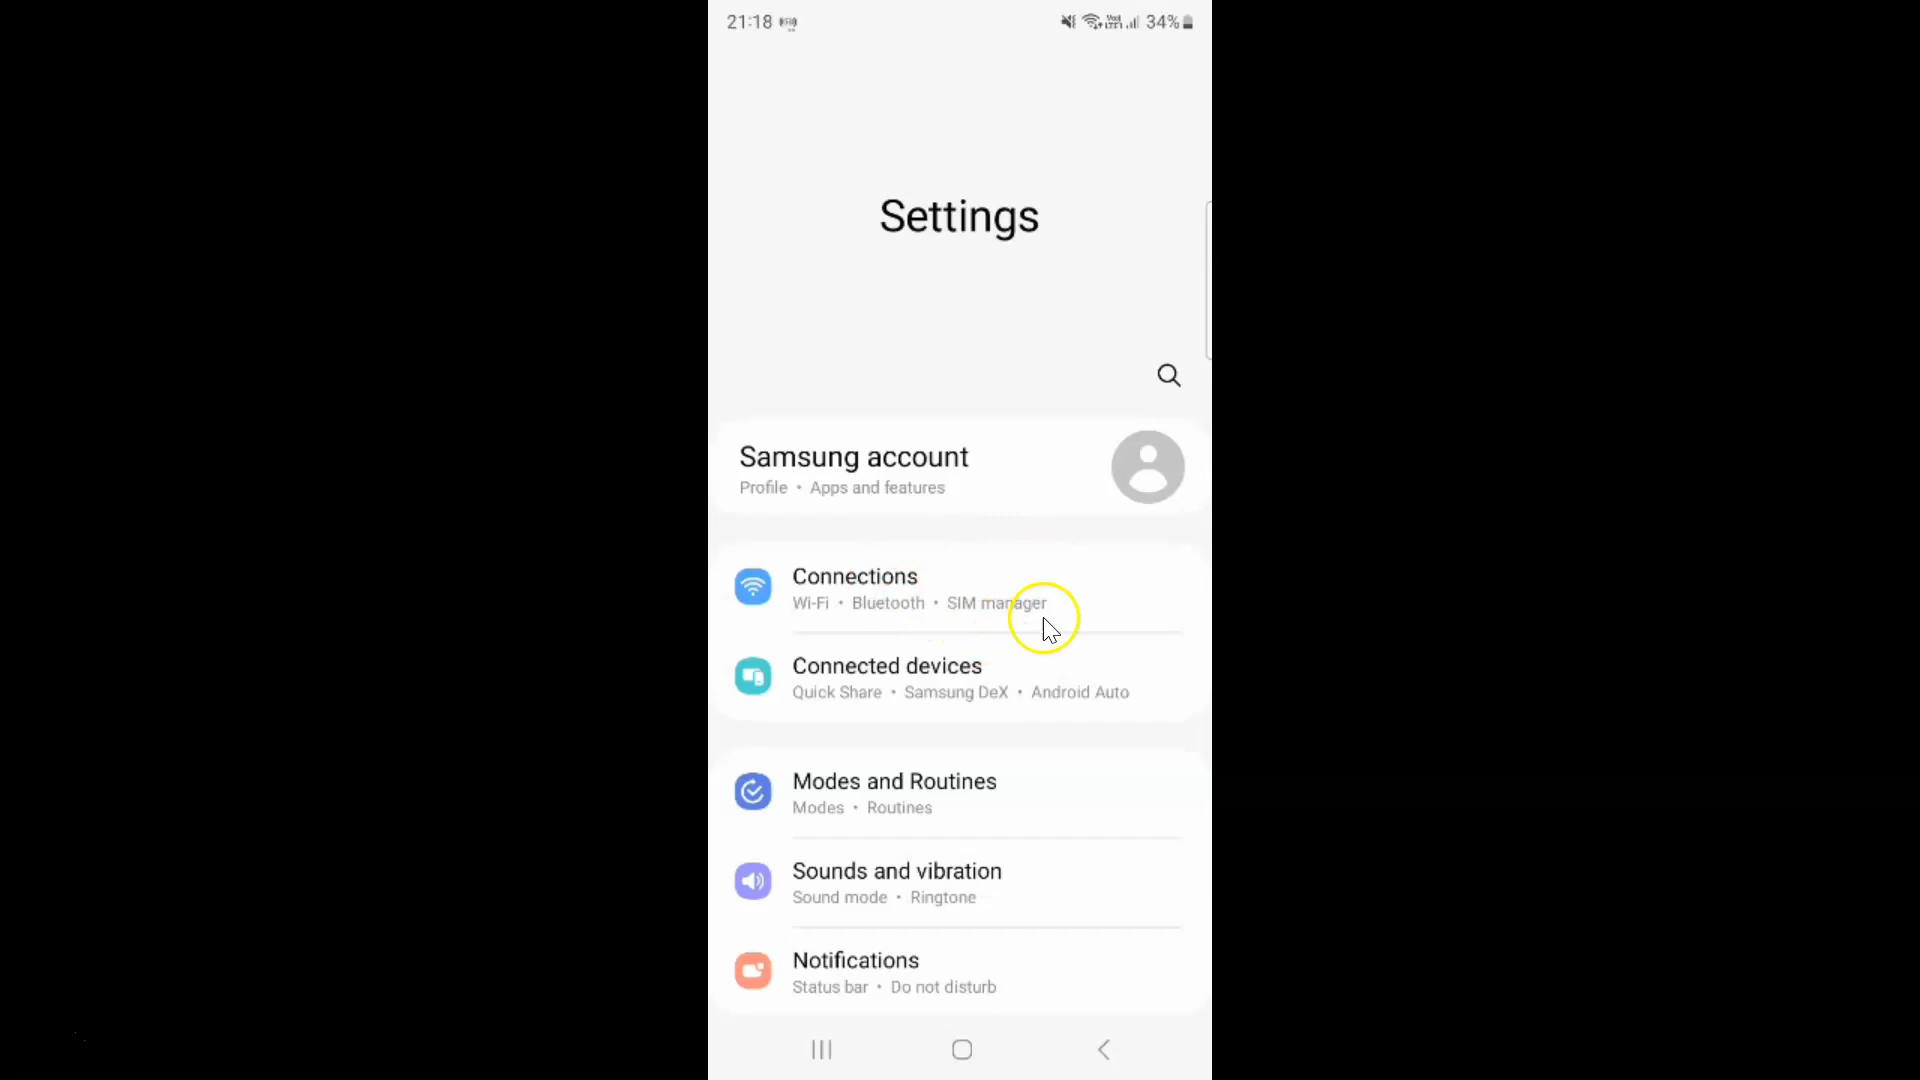 21:18
34%
Settings
Samsung account
Profile • Apps and features
Connections
Wi-Fi • Bluetooth • SIM manager
Connected devices
Quick Share • Samsung DeX • Android Auto
Modes and Routines
Modes • Routines
Sounds and vibration
Sound mode • Ringtone
Notifications
Status bar • Do not disturb